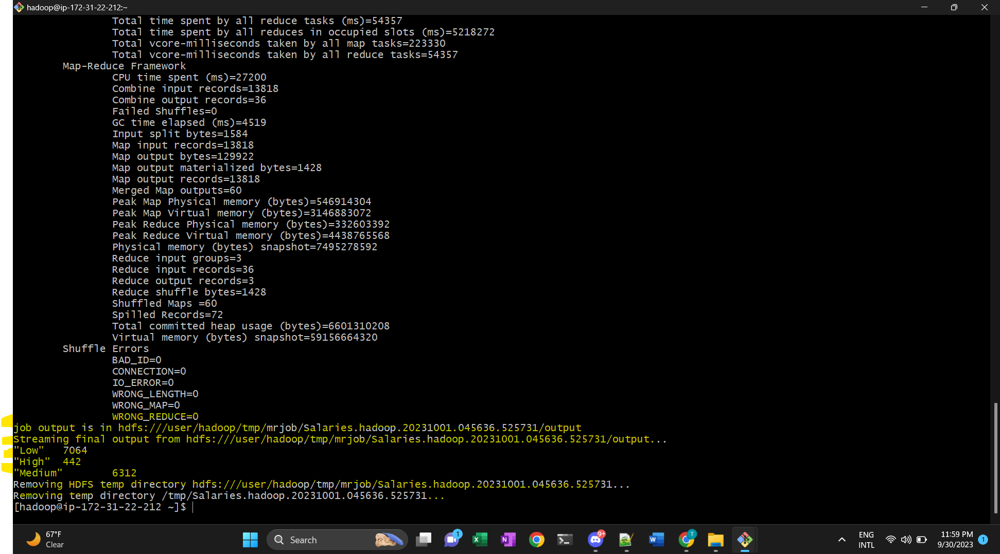 hadoop@ip-172-31-22-212:~
Total time spent by all reduce tasks (ms)=54357
Total time spent by all reduces in occupied slots (ms)=5218272
Total vcore-milliseconds taken by all map tasks=223330
Total vcore-milliseconds taken by all reduce tasks=54357
Map-Reduce Framework
CPU time spent (ms)=27200
Combine input records=13818
Combine output records=36
Failed Shuffles=0
GC time elapsed (ms)=4519
Input split bytes=1584
Map input records=13818
Map output bytes=129922
Map output materialized bytes=1428
Map output records=13818
Merged Map outputs=60
Peak Map Physical memory (bytes)=546914304
Peak Map Virtual memory (bytes)=3146883072
Peak Reduce Physical memory (bytes)=332603392
Peak Reduce Virtual memory (bytes)=4438765568
Physical memory (bytes) snapshot=7495278592
Reduce input groups=3
Reduce input records=36
Reduce output records=3
Reduce shuffle bytes=1428
Shuffled Maps =60
Spilled Records=72
Total committed heap usage (bytes)=6601310208
Virtual memory (bytes) snapshot=59156664320
Shuffle Errors
BAD_ID=0
CONNECTION=0
IO_ERROR=0
WRONG_LENGTH=0
WRONG_MAP=0
WRONG_REDUCE=0
job output is in hdfs:///user/hadoop/tmp/mrjob/Salaries.hadoop.20231001.045636.525731/output
Streaming final output from hdfs:///user/hadoop/tmp/mrjob/Salaries.hadoop.20231001.045636.525731/output...
"Low" 7064
"High" 442
"Medium" 6312
Removing HDFS temp directory hdfs:///user/hadoop/tmp/mrjob/Salaries.hadoop.20231001.045636.525731...
Removing temp directory /tmp/Salaries.hadoop.20231001.045636.525731...
[hadoop@ip-172-31-22-212 ~]$
67°F
Clear
Search
1
9+
T
ENG
INTL
11:59 PM
9/30/2023
1